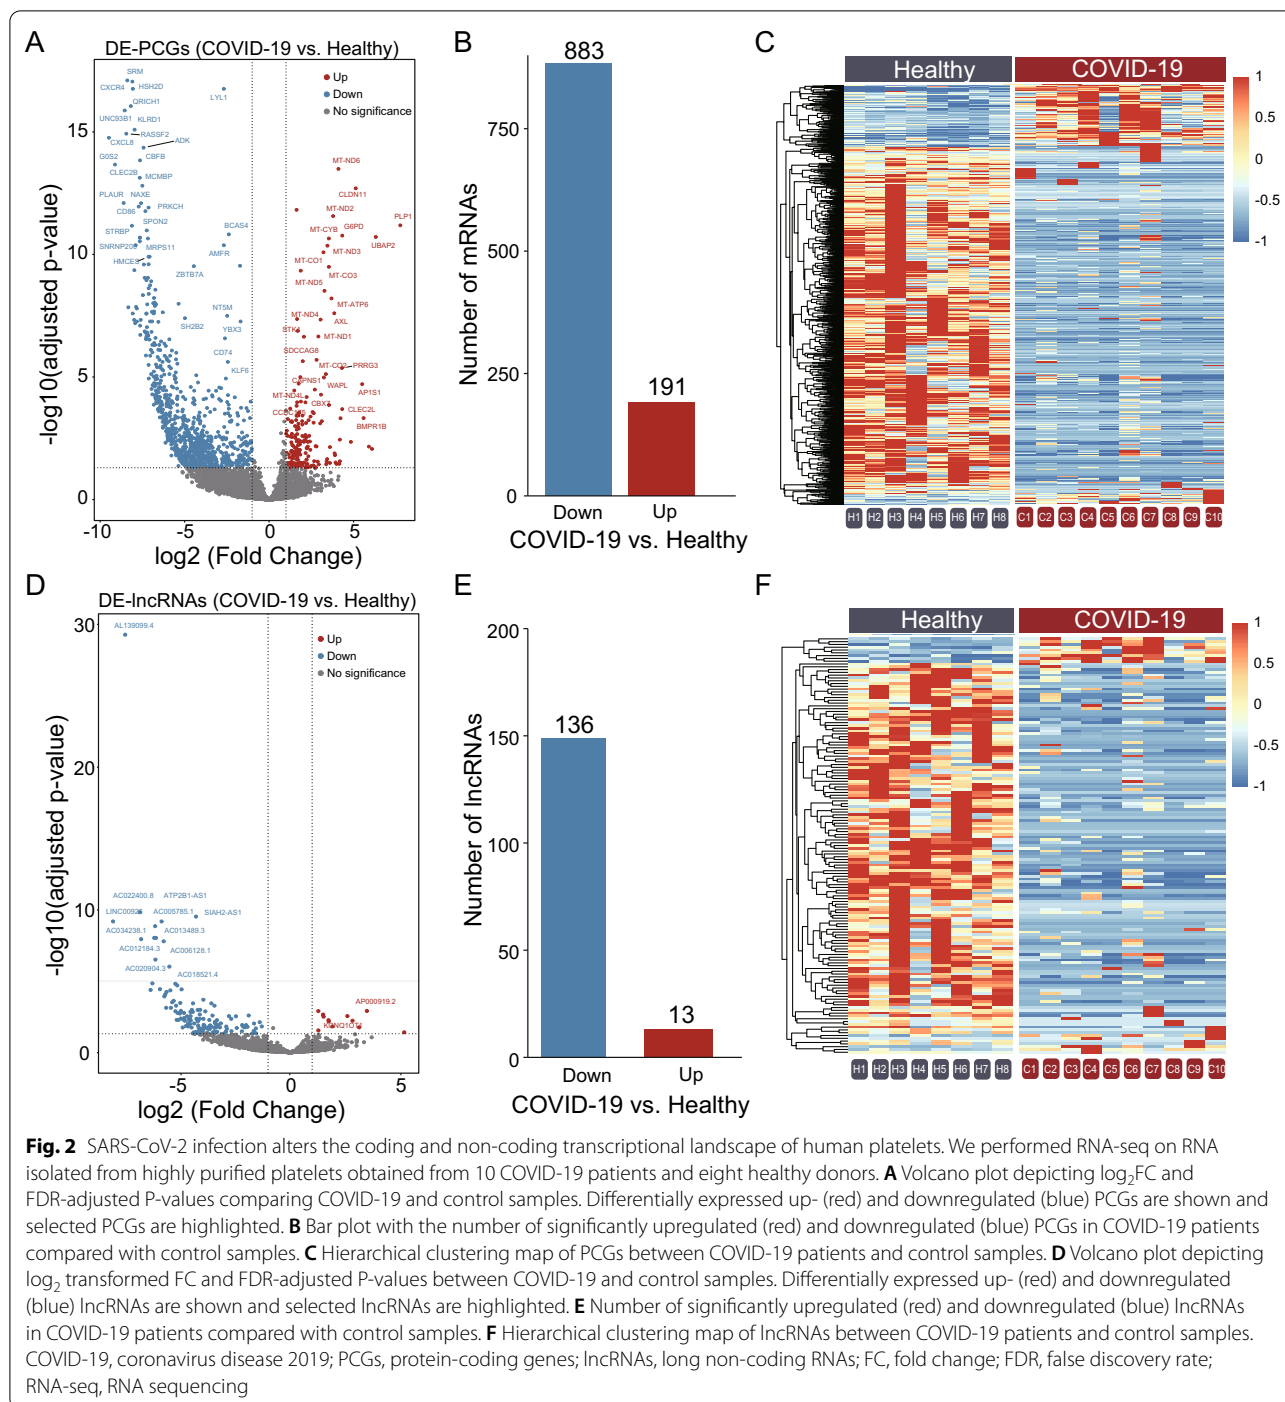 A
DE-PCGs (COVID-19 vs. Healthy)
Up
Down
No significance
SRM
CXCR4
HSH2D
QRICH1
LYL1
UNC93B1
KLRD1
RASSF2
CXCL8
ADK
G0S2
CBFB
CLEC2B
MCMBP
PLAUR
NAXE
CD86
PRKCH
SPON2
STRBP
SNRNP200
MRPS11
HMCES
BCAS4
AMFR
ZBTB7A
NT5M
SH2B2
YBX3
CD74
KLF6
MT-ND6
CLDN11
MT-ND2
PLP1
MT-CYB
G6PD
UBAP2
MT-ND3
MT-CO1
MT-CO3
MT-ND5
MT-ATP6
MT-ND4
AXL
STK4
MT-ND1
SDCCAG8
MT-CO2
PRRG3
CAPNS1
WAPL
AP1S1
MT-ND4L
CBX7
CLEC2L
BMPR1B
15
10
5
0
-log10(adjusted p-value)
-10
-5
0
5
log2 (Fold Change)
B
883
191
750
500
250
0
Number of mRNAs
Down
Up
COVID-19 vs. Healthy
C
Healthy
COVID-19
1
0.5
0
-0.5
-1
H1 H2 H3 H4 H5 H6 H7 H8 C1 C2 C3 C4 C5 C6 C7 C8 C9 C10
D
DE-lncRNAs (COVID-19 vs. Healthy)
Up
Down
No significance
AL139099.4
AC022400.8
ATP2B1-AS1
AC005785.1
SIAH2-AS1
AC034238.1
AC013489.3
AC012184.3
AC006128.1
AC020904.3
AC018521.4
AP000919.2
KCNQ1OT1
30
20
10
0
-log10(adjusted p-value)
-5
0
5
log2 (Fold Change)
E
136
13
200
150
100
50
0
Number of lncRNAs
Down
Up
COVID-19 vs. Healthy
F
Healthy
COVID-19
1
0.5
0
-0.5
-1
H1 H2 H3 H4 H5 H6 H7 H8 C1 C2 C3 C4 C5 C6 C7 C8 C9 C10
Fig. 2 SARS-CoV-2 infection alters the coding and non-coding transcriptional landscape of human platelets. We performed RNA-seq on RNA
isolated from highly purified platelets obtained from 10 COVID-19 patients and eight healthy donors. A Volcano plot depicting log2FC and
FDR-adjusted P-values comparing COVID-19 and control samples. Differentially expressed up- (red) and downregulated (blue) PCGs are shown and
selected PCGs are highlighted. B Bar plot with the number of significantly upregulated (red) and downregulated (blue) PCGs in COVID-19 patients
compared with control samples. C Hierarchical clustering map of PCGs between COVID-19 patients and control samples. D Volcano plot depicting
log2 transformed FC and FDR-adjusted P-values between COVID-19 and control samples. Differentially expressed up- (red) and downregulated
(blue) lncRNAs are shown and selected lncRNAs are highlighted. E Number of significantly upregulated (red) and downregulated (blue) lncRNAs
in COVID-19 patients compared with control samples. F Hierarchical clustering map of lncRNAs between COVID-19 patients and control samples.
COVID-19, coronavirus disease 2019; PCGs, protein-coding genes; lncRNAs, long non-coding RNAs; FC, fold change; FDR, false discovery rate;
RNA-seq, RNA sequencing